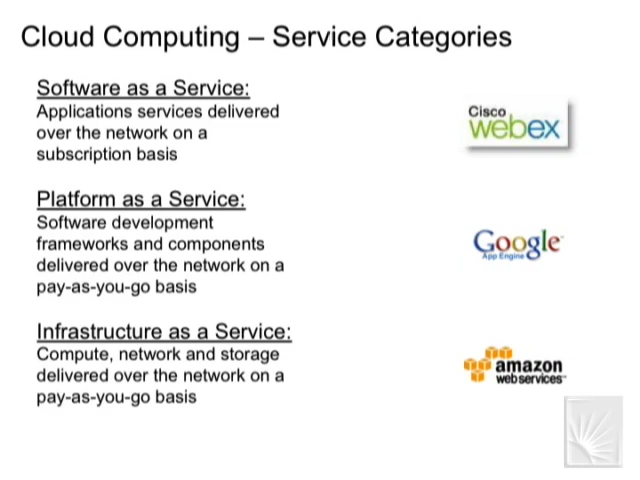 Cloud Computing – Service Categories
Software as a Service:
Applications services delivered
over the network on a
subscription basis
Cisco
webex
Platform as a Service:
Software development
frameworks and components
delivered over the network on a
pay-as-you-go basis
Google™
App Engine
Infrastructure as a Service:
Compute, network and storage
delivered over the network on a
pay-as-you-go basis
amazon
webservices™